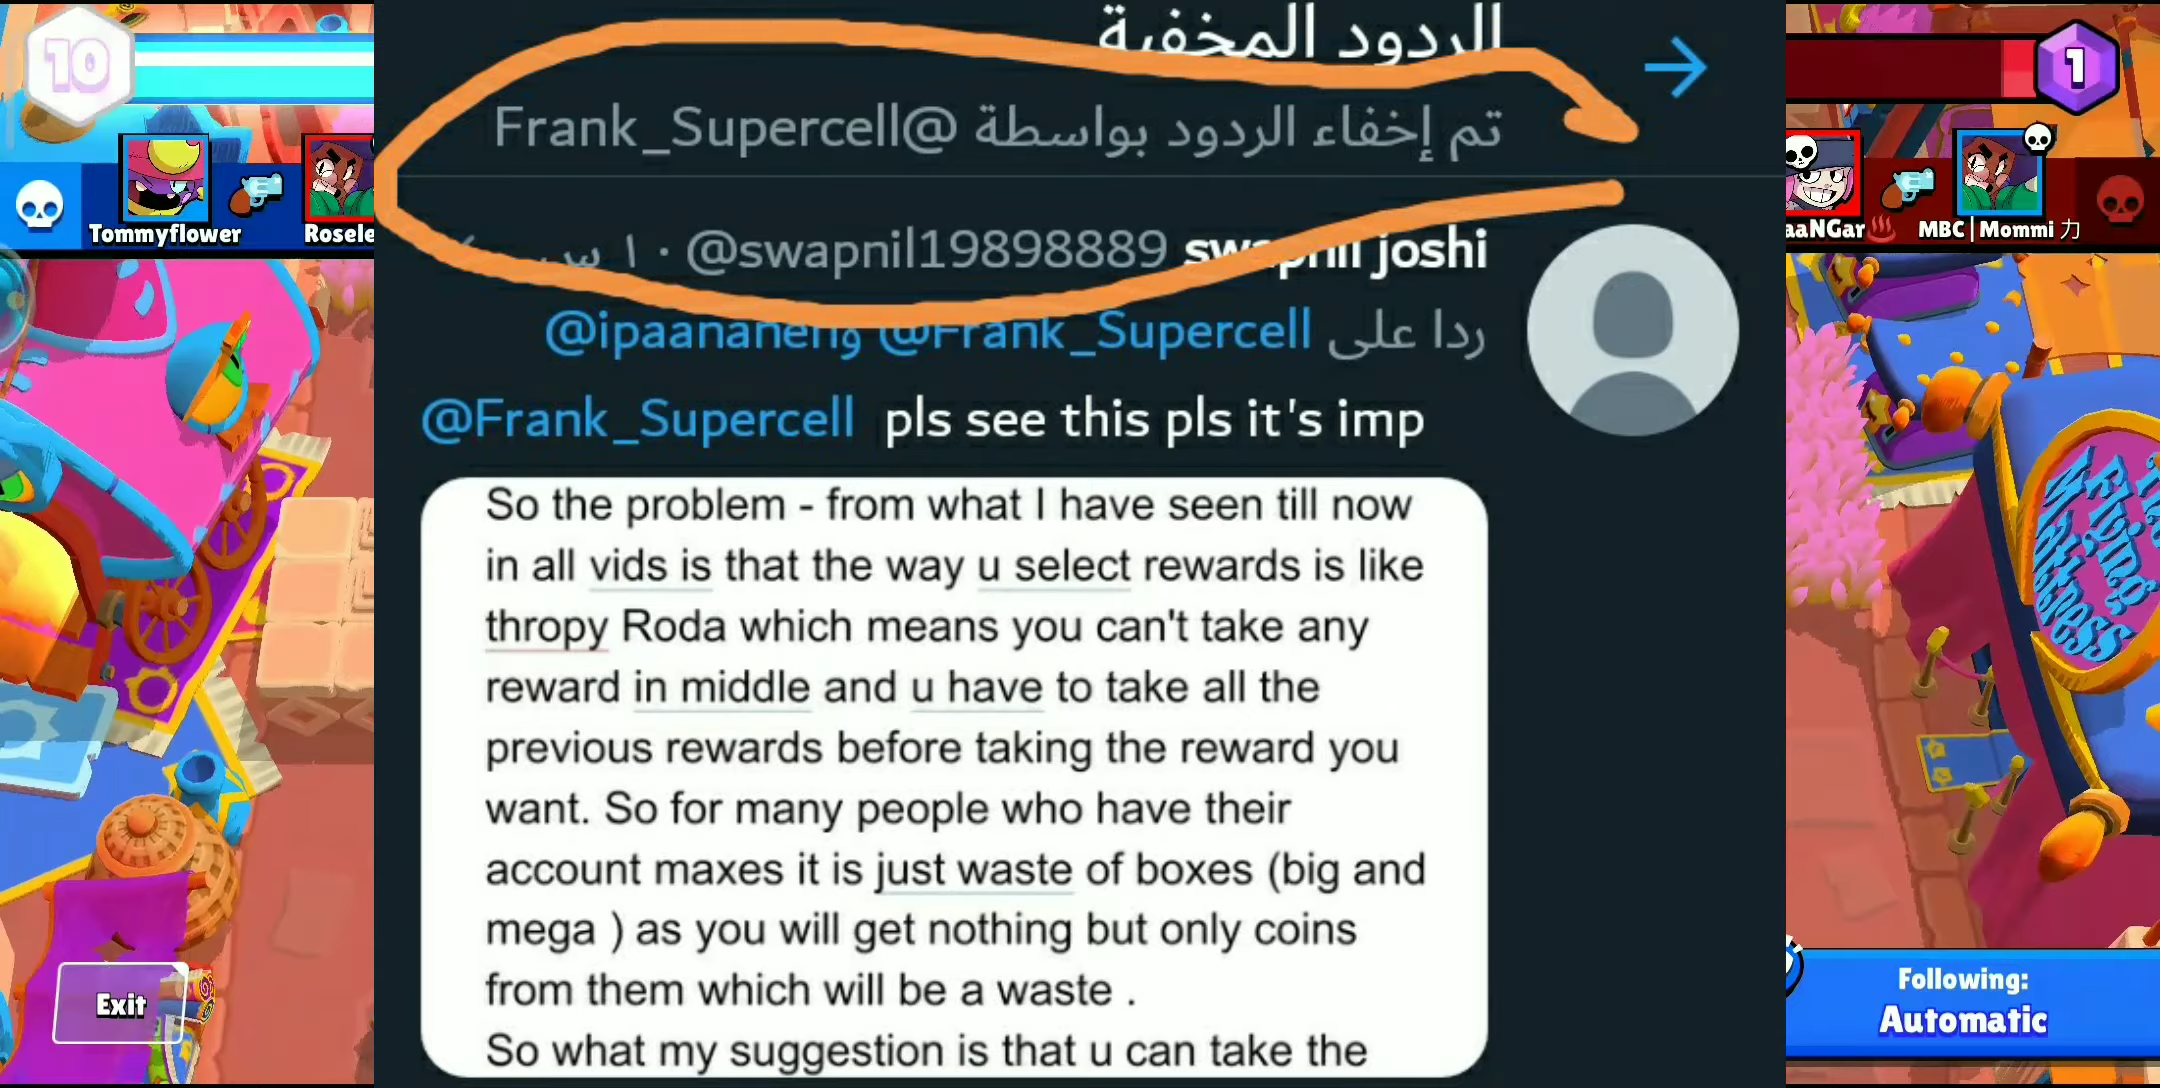 10
Tommyflower
Rosele
Exit
الردود المخفية
تم إخفاء الردود بواسطة @Frank_Supercell
joshi @swapnil19898889 · ١
ردا على @Frank_Supercell
@Frank_Supercell pls see this pls it's imp
So the problem - from what I have seen till now
in all vids is that the way u select rewards is like
thropy Roda which means you can't take any
reward in middle and u have to take all the
previous rewards before taking the reward you
want. So for many people who have their
account maxes it is just waste of boxes (big and
mega ) as you will get nothing but only coins
from them which will be a waste .
So what my suggestion is that u can take the
1
aaNGar
MBC | Mommi 力
Flying
Following:
Automatic